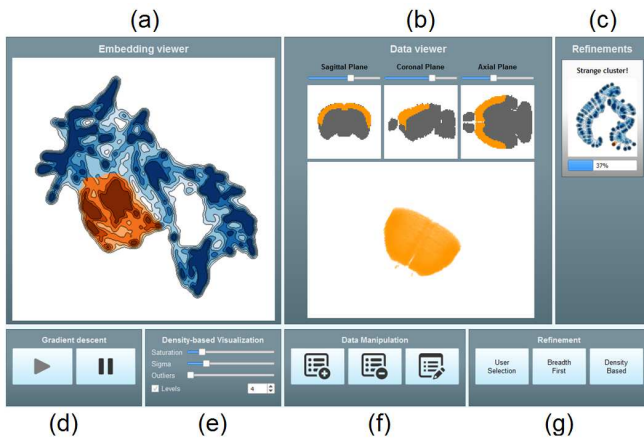 (a)
(b)
(c)
Embedding viewer
Data viewer
Refinements
Sagittal Plane
Coronal Plane
Axial Plane
Strange cluster!
37%
Gradient descent
Density-based Visualization
Saturation
Sigma
Outliers
Levels
4
Data Manipulation
Refinement
User
Selection
Breadth
First
Density
Based
(d)
(e)
(f)
(g)